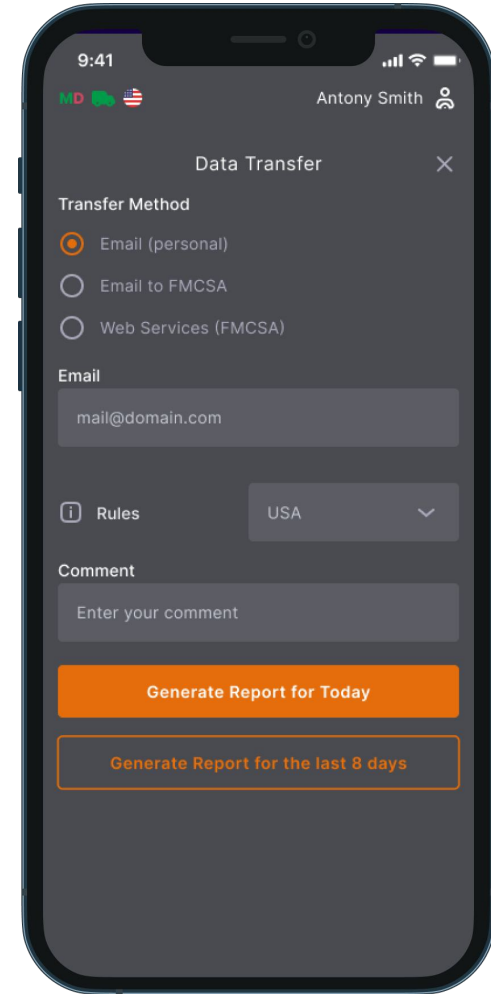 9:41
MD
Antony Smith
Data Transfer
Transfer Method
Email (personal)
Email to FMCSA
Web Services (FMCSA)
Email
mail@domain.com
Rules
USA
Comment
Enter your comment
Generate Report for Today
Generate Report for the last 8 days